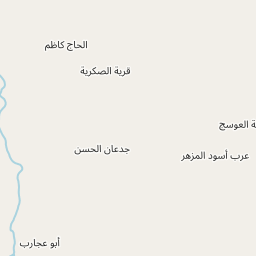 الحاج كاظم
قرية الصكرية
ة العوسج
جدعان الحسن
عرب أسود المزهر
أبو عجارب